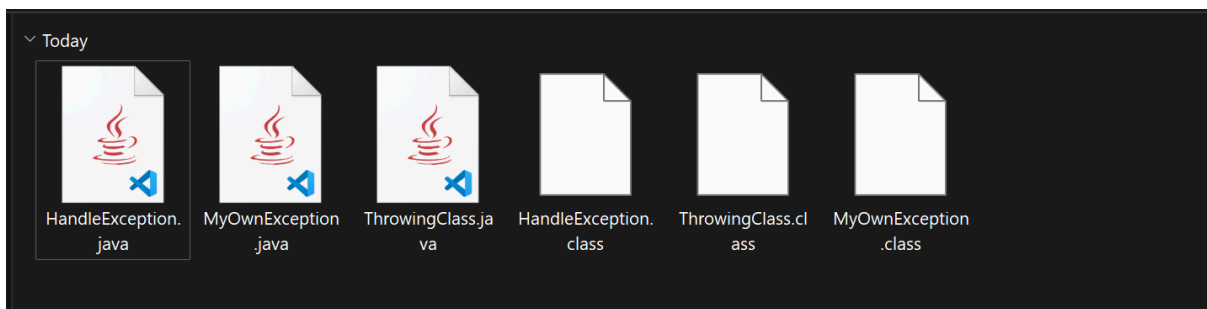 Today
HandleException.
java
MyOwnException
.java
ThrowingClass.ja
va
HandleException.
class
ThrowingClass.cl
ass
MyOwnException
.class